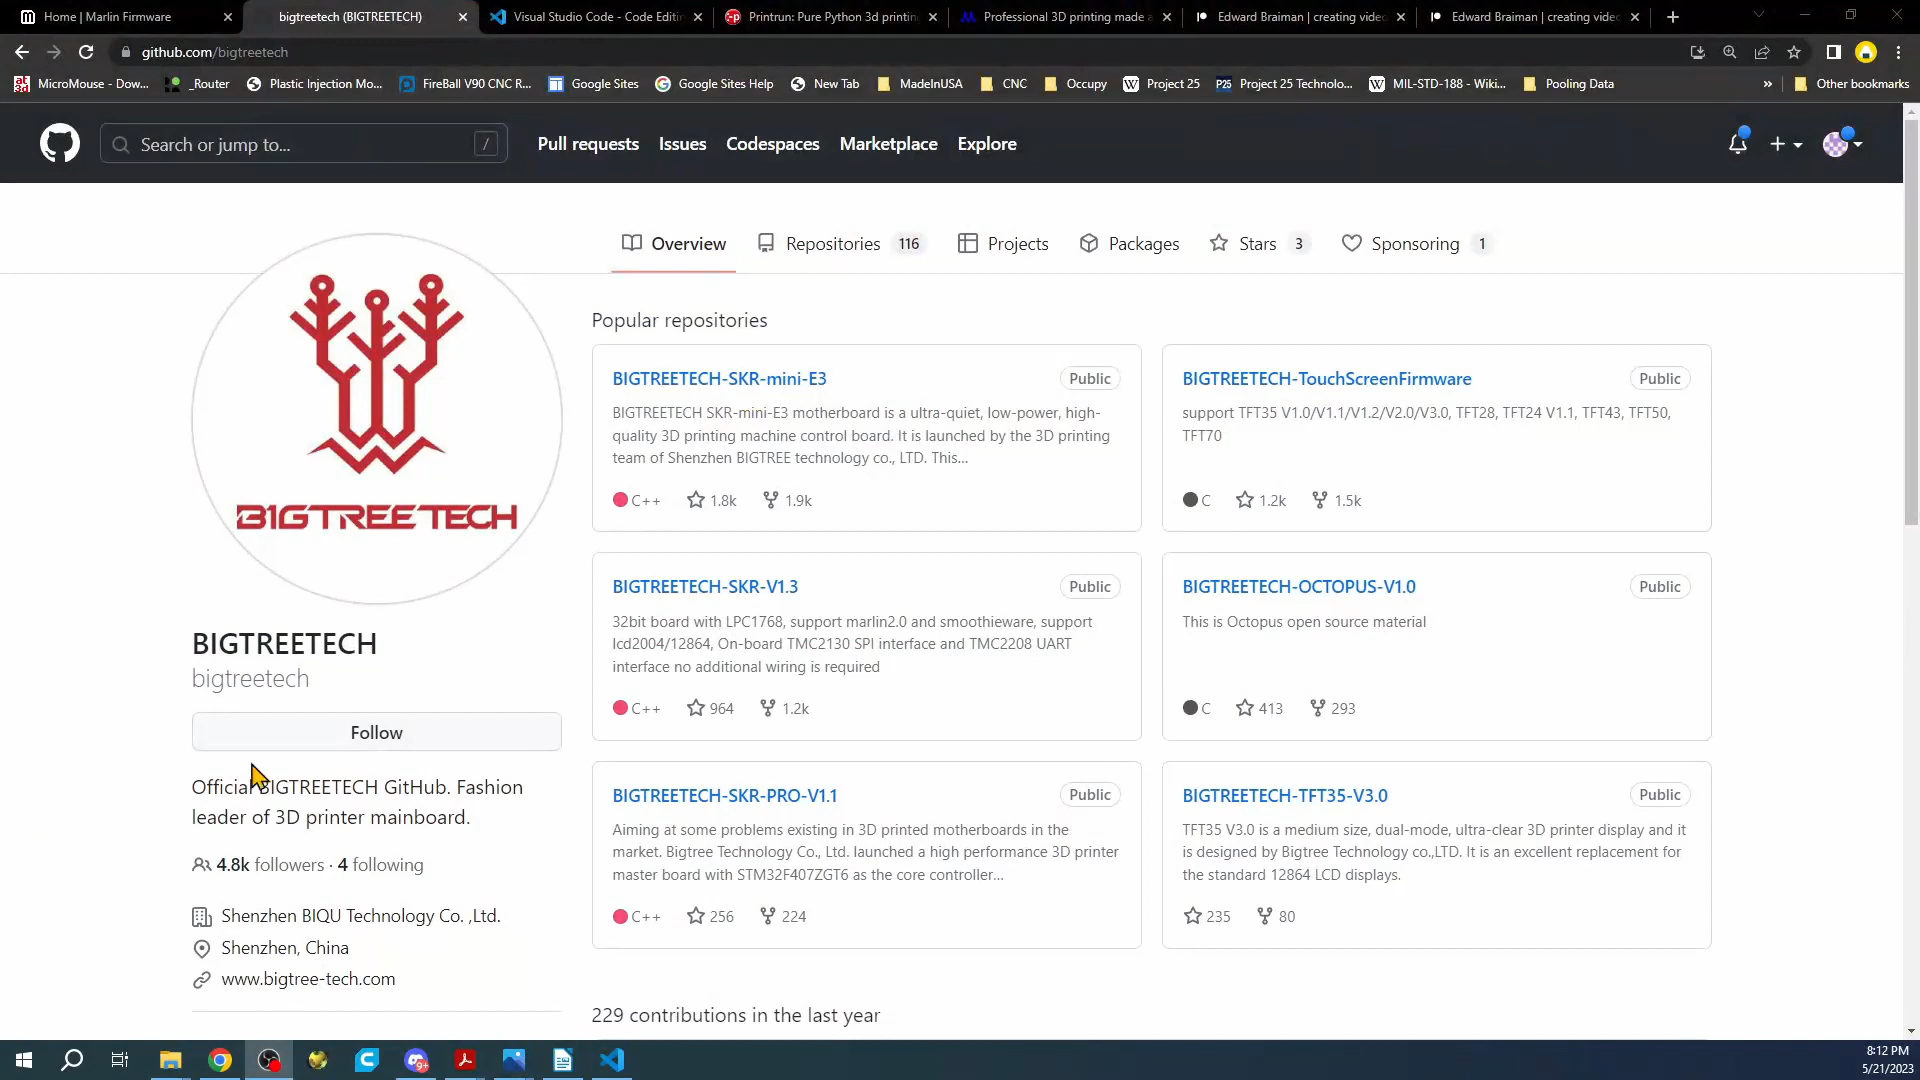 Home | Marlin Firmware
bigtreetech (BIGTREETECH)
Visual Studio Code - Code Editin
Printrun: Pure Python 3d printing
Professional 3D printing made a
Edward Braiman | creating video
Edward Braiman | creating video
github.com/bigtreetech
MicroMouse - Dow...
_Router
Plastic Injection Mo...
FireBall V90 CNC R...
Google Sites
Google Sites Help
New Tab
MadeInUSA
CNC
Occupy
Project 25
Project 25 Technolo...
MIL-STD-188 - Wiki...
Pooling Data
»
Other bookmarks
Search or jump to...
/
Pull requests
Issues
Codespaces
Marketplace
Explore
Overview
Repositories 116
Projects
Packages
Stars 3
Sponsoring 1
BIGTREETECH
BIGTREETECH
bigtreetech
Follow
Official BIGTREETECH GitHub. Fashion
leader of 3D printer mainboard.
4.8k followers · 4 following
Shenzhen BIQU Technology Co. ,Ltd.
Shenzhen, China
www.bigtree-tech.com
Popular repositories
BIGTREETECH-SKR-mini-E3
Public
BIGTREETECH SKR-mini-E3 motherboard is a ultra-quiet, low-power, high-
quality 3D printing machine control board. It is launched by the 3D printing
team of Shenzhen BIGTREE technology co., LTD. This...
C++ 1.8k 1.9k
BIGTREETECH-TouchScreenFirmware
Public
support TFT35 V1.0/V1.1/V1.2/V2.0/V3.0, TFT28, TFT24 V1.1, TFT43, TFT50,
TFT70
C 1.2k 1.5k
BIGTREETECH-SKR-V1.3
Public
32bit board with LPC1768, support marlin2.0 and smoothieware, support
lcd2004/12864, On-board TMC2130 SPI interface and TMC2208 UART
interface no additional wiring is required
C++ 964 1.2k
BIGTREETECH-OCTOPUS-V1.0
Public
This is Octopus open source material
C 413 293
BIGTREETECH-SKR-PRO-V1.1
Public
Aiming at some problems existing in 3D printed motherboards in the
market. Bigtree Technology Co., Ltd. launched a high performance 3D printer
master board with STM32F407ZGT6 as the core controller...
C++ 256 224
BIGTREETECH-TFT35-V3.0
Public
TFT35 V3.0 is a medium size, dual-mode, ultra-clear 3D printer display and it
is designed by Bigtree Technology co.,LTD. It is an excellent replacement for
the standard 12864 LCD displays.
235 80
229 contributions in the last year
8:12 PM
5/21/2023